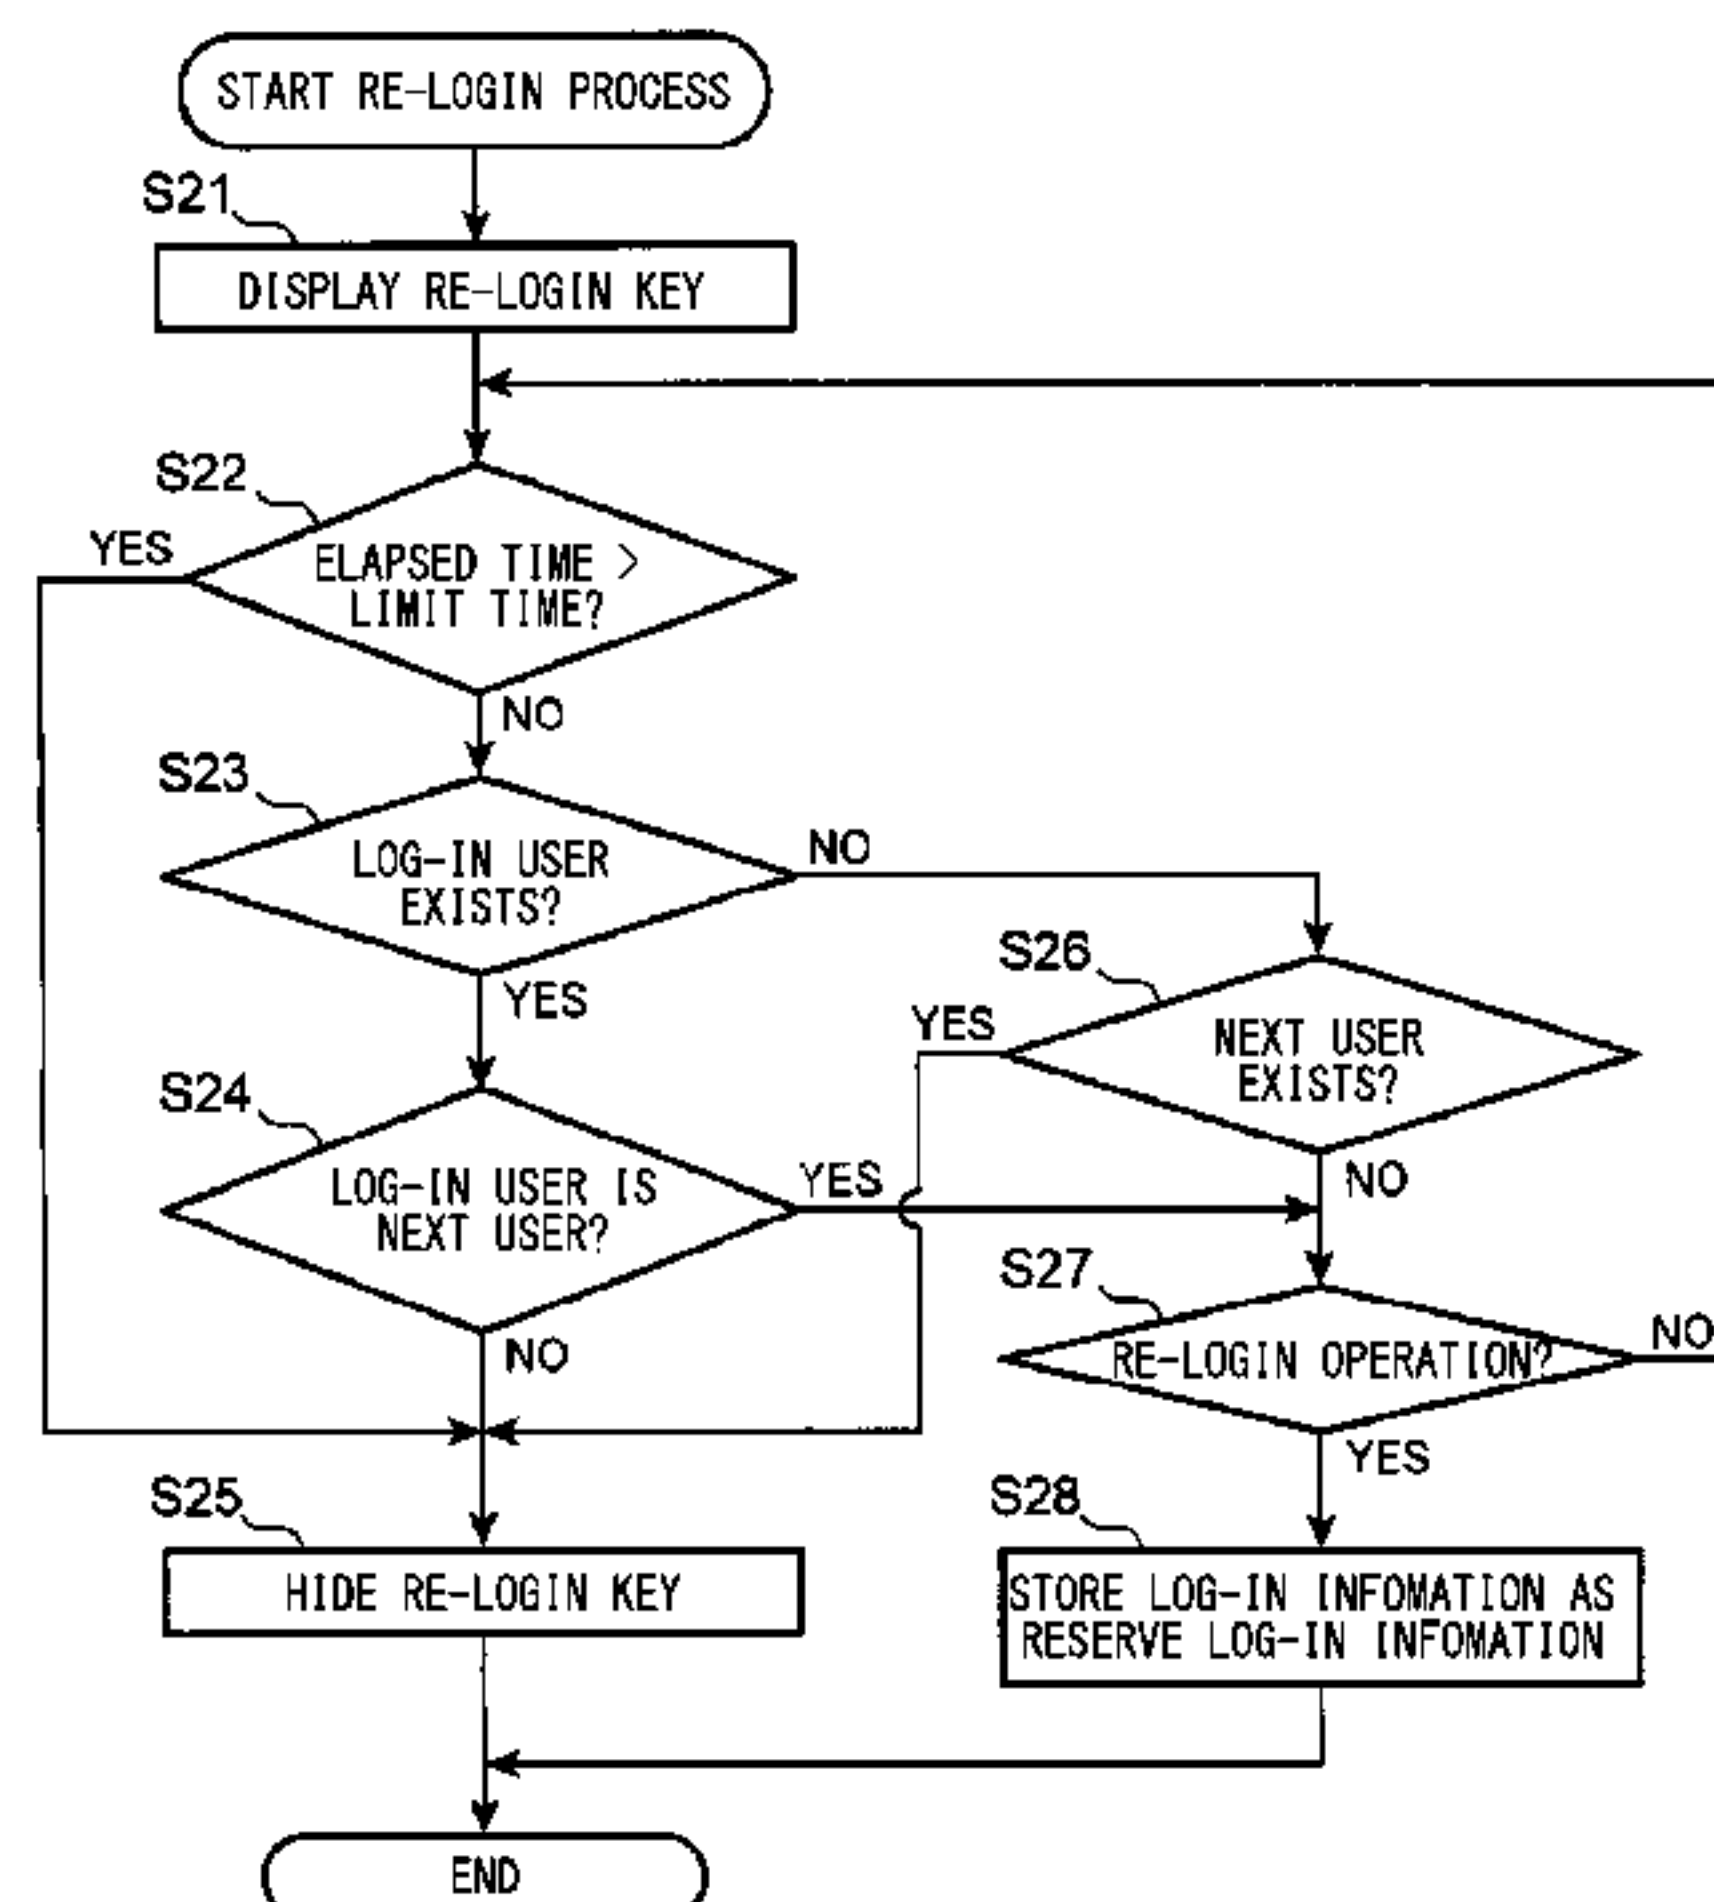 START RE-LOGIN PROCESS
S21
DISPLAY RE-LOGIN KEY
S22
YES
ELAPSED TIME >
LIMIT TIME?
NO
S23
LOG-IN USER
EXISTS?
NO
YES
S26
YES
NEXT USER
EXISTS?
NO
S24
LOG-IN USER IS
NEXT USER?
YES
NO
S27
RE-LOGIN OPERATION?
NO
YES
S25
HIDE RE-LOGIN KEY
S28
STORE LOG-IN INFOMATION AS
RESERVE LOG-IN INFOMATION
END